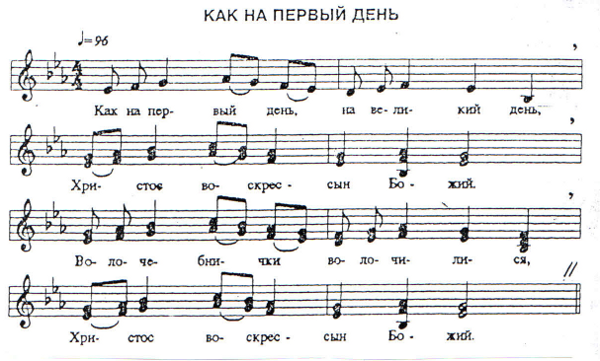 КАК НА ПЕРВЫЙ ДЕНЬ
♩=96
Как на пер- вый день, на ве- ли- кий день,
Хри- стос во- скрес- сын Бо- жий.
Во- ло- че- бни- чки во- ло- чи- ли- ся,
Хри- стос во- скрес- сын Бо- жий.